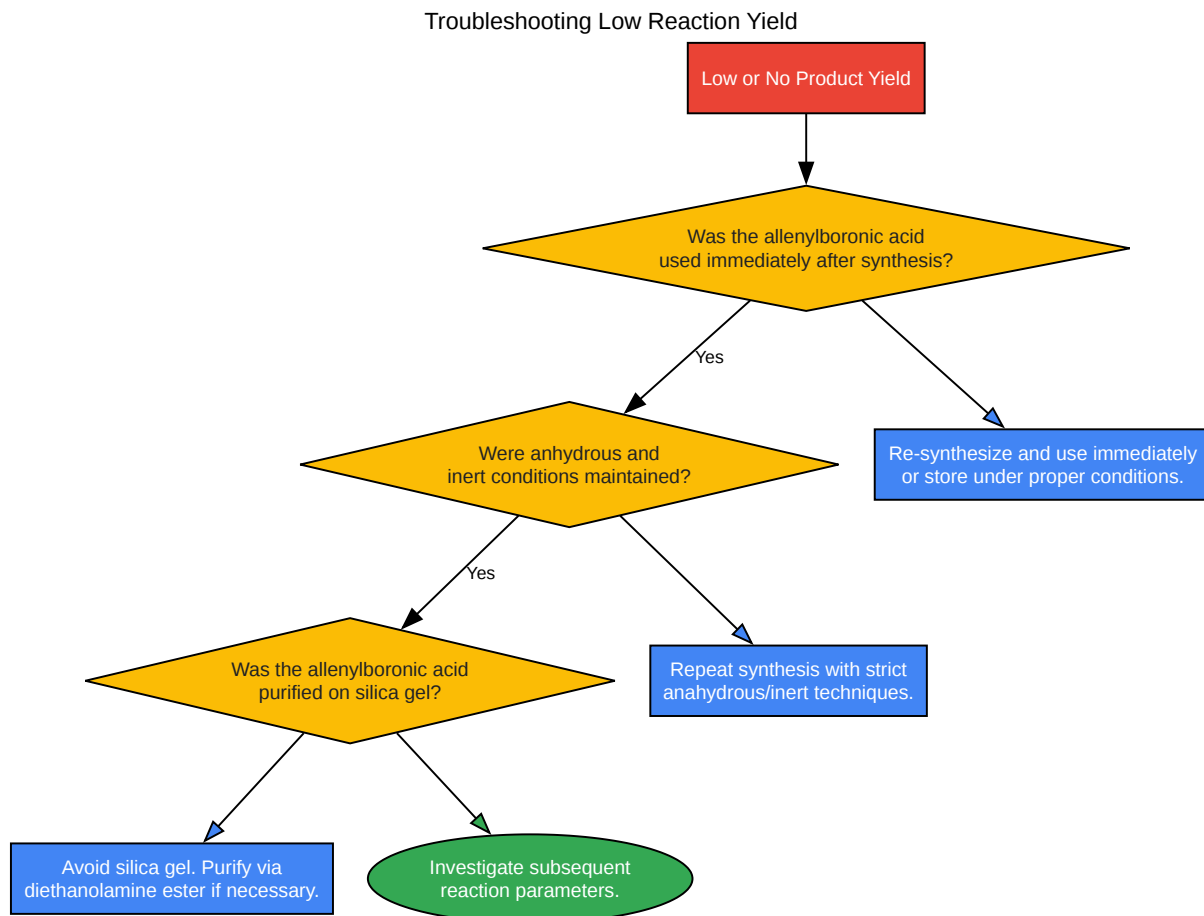 Troubleshooting Low Reaction Yield
Low or No Product Yield
Was the allenylboronic acid
used immediately after synthesis?
Yes
Were anhydrous and
inert conditions maintained?
Re-synthesize and use immediately
or store under proper conditions.
Yes
Was the allenylboronic acid
purified on silica gel?
Repeat synthesis with strict
anahydrous/inert techniques.
Avoid silica gel. Purify via
diethanolamine ester if necessary.
Investigate subsequent
reaction parameters.